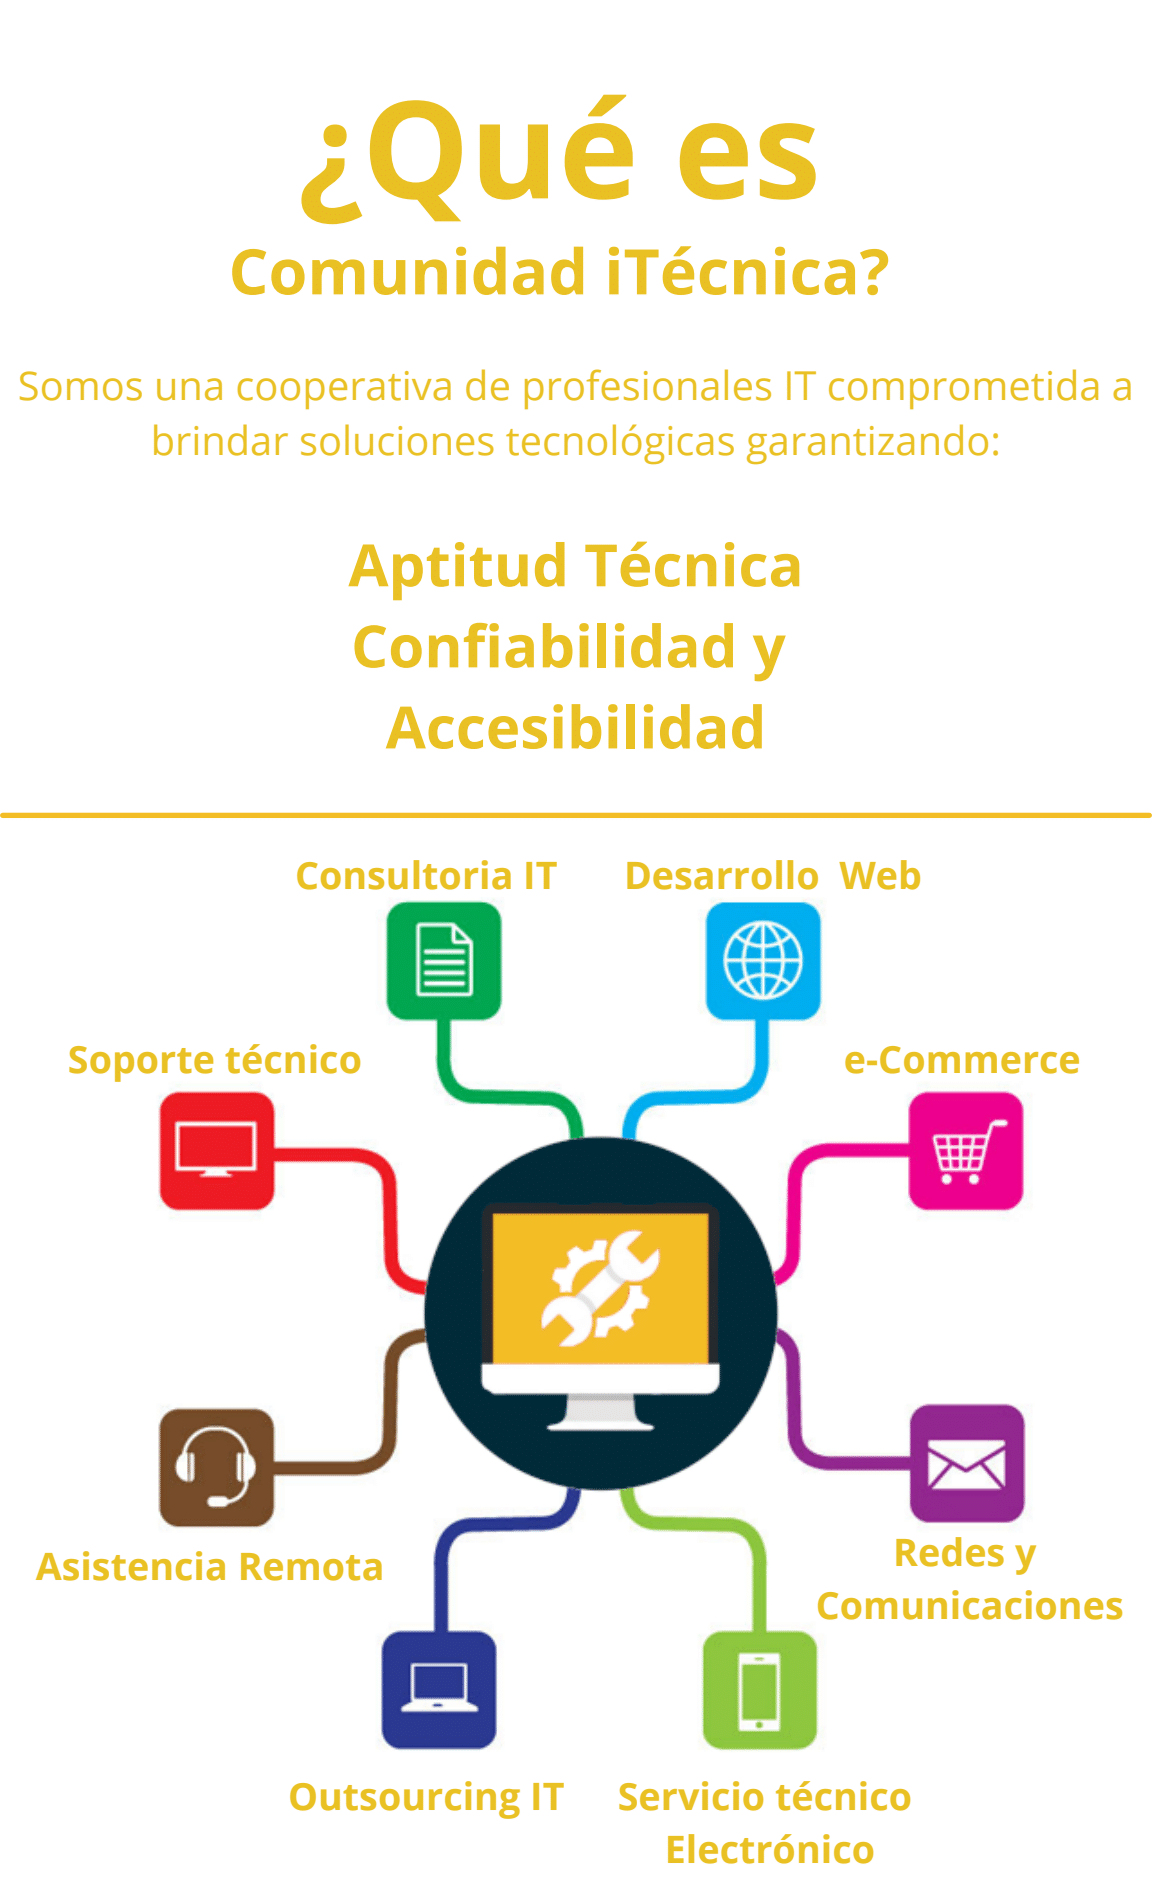 ¿Qué es
Comunidad iTécnica?
Somos una cooperativa de profesionales IT comprometida a
brindar soluciones tecnológicas garantizando:
Aptitud Técnica
Confiabilidad y
Accesibilidad
Consultoria IT
Desarrollo Web
Soporte técnico
e-Commerce
Asistencia Remota
Redes y
Comunicaciones
Outsourcing IT
Servicio técnico
Electrónico